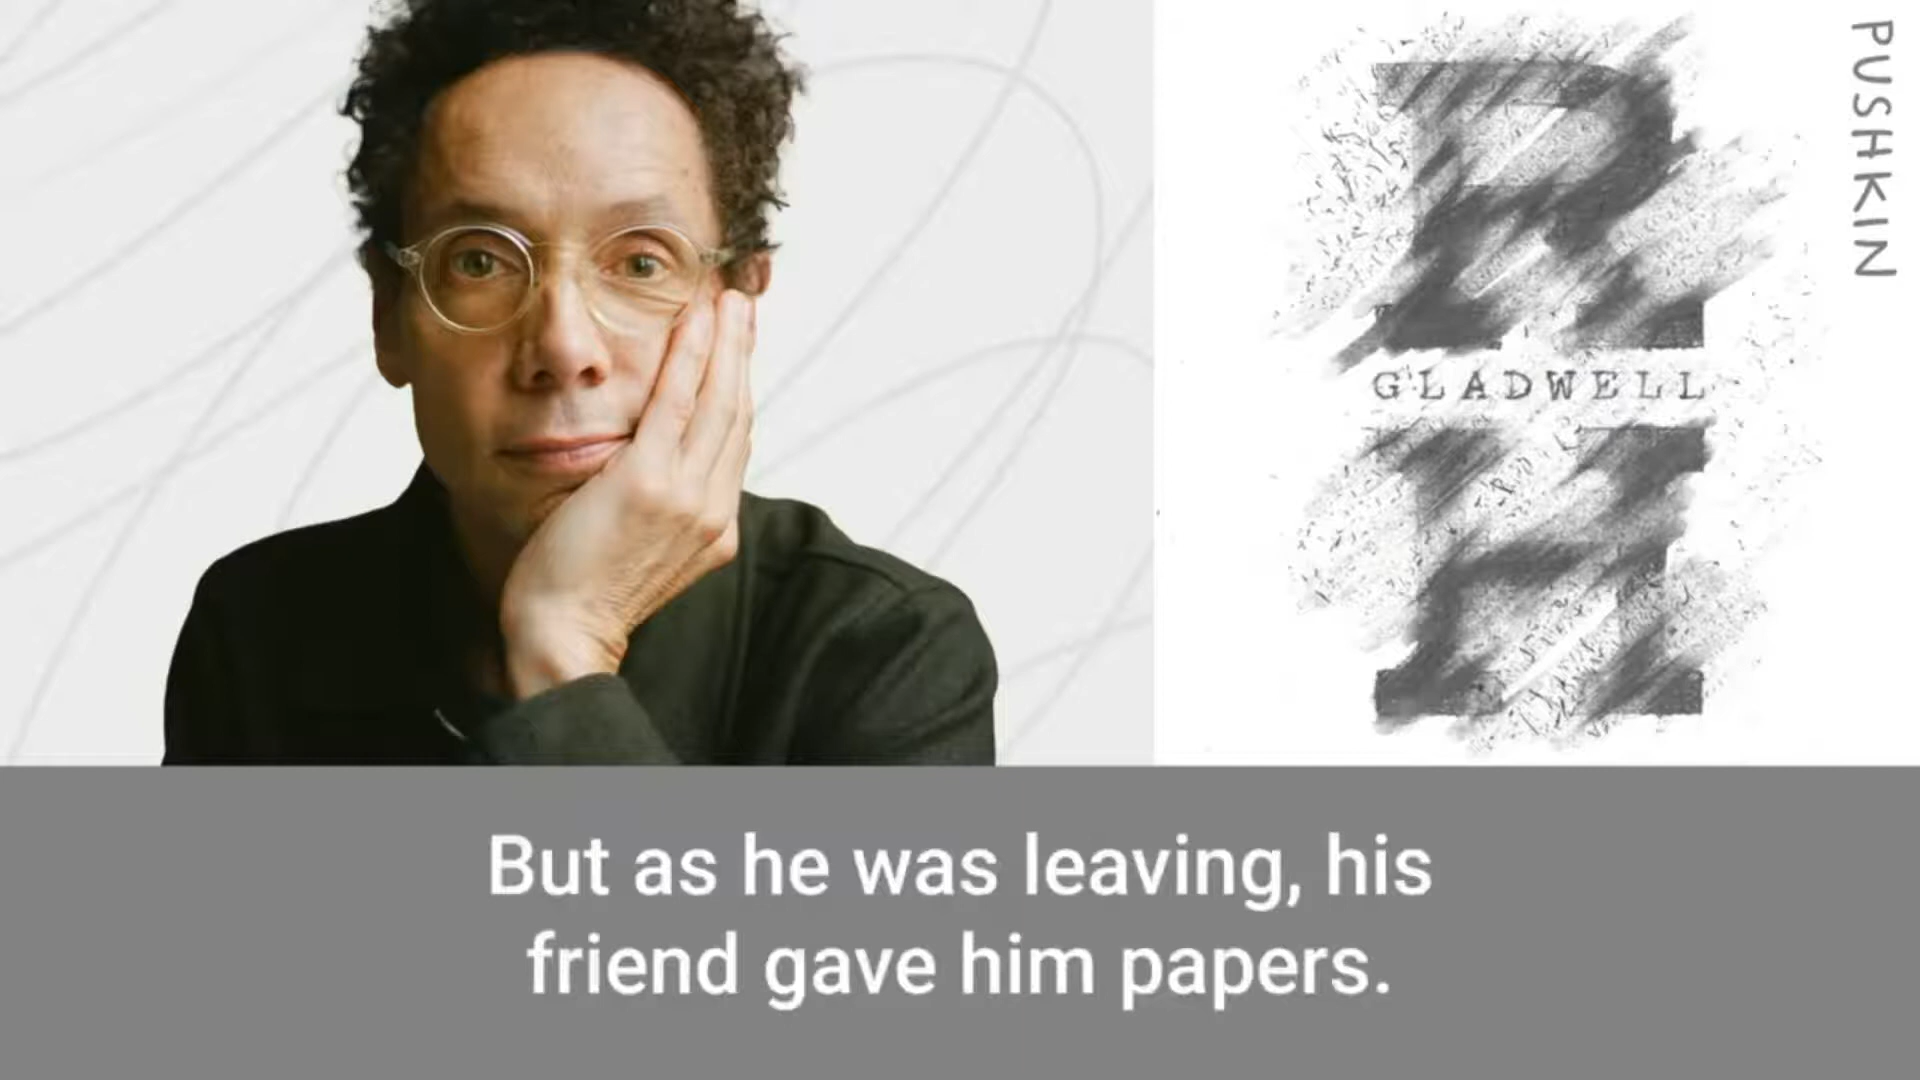 PUSHKIN
R
GLADWELL
H
But as he was leaving, his
friend gave him papers.